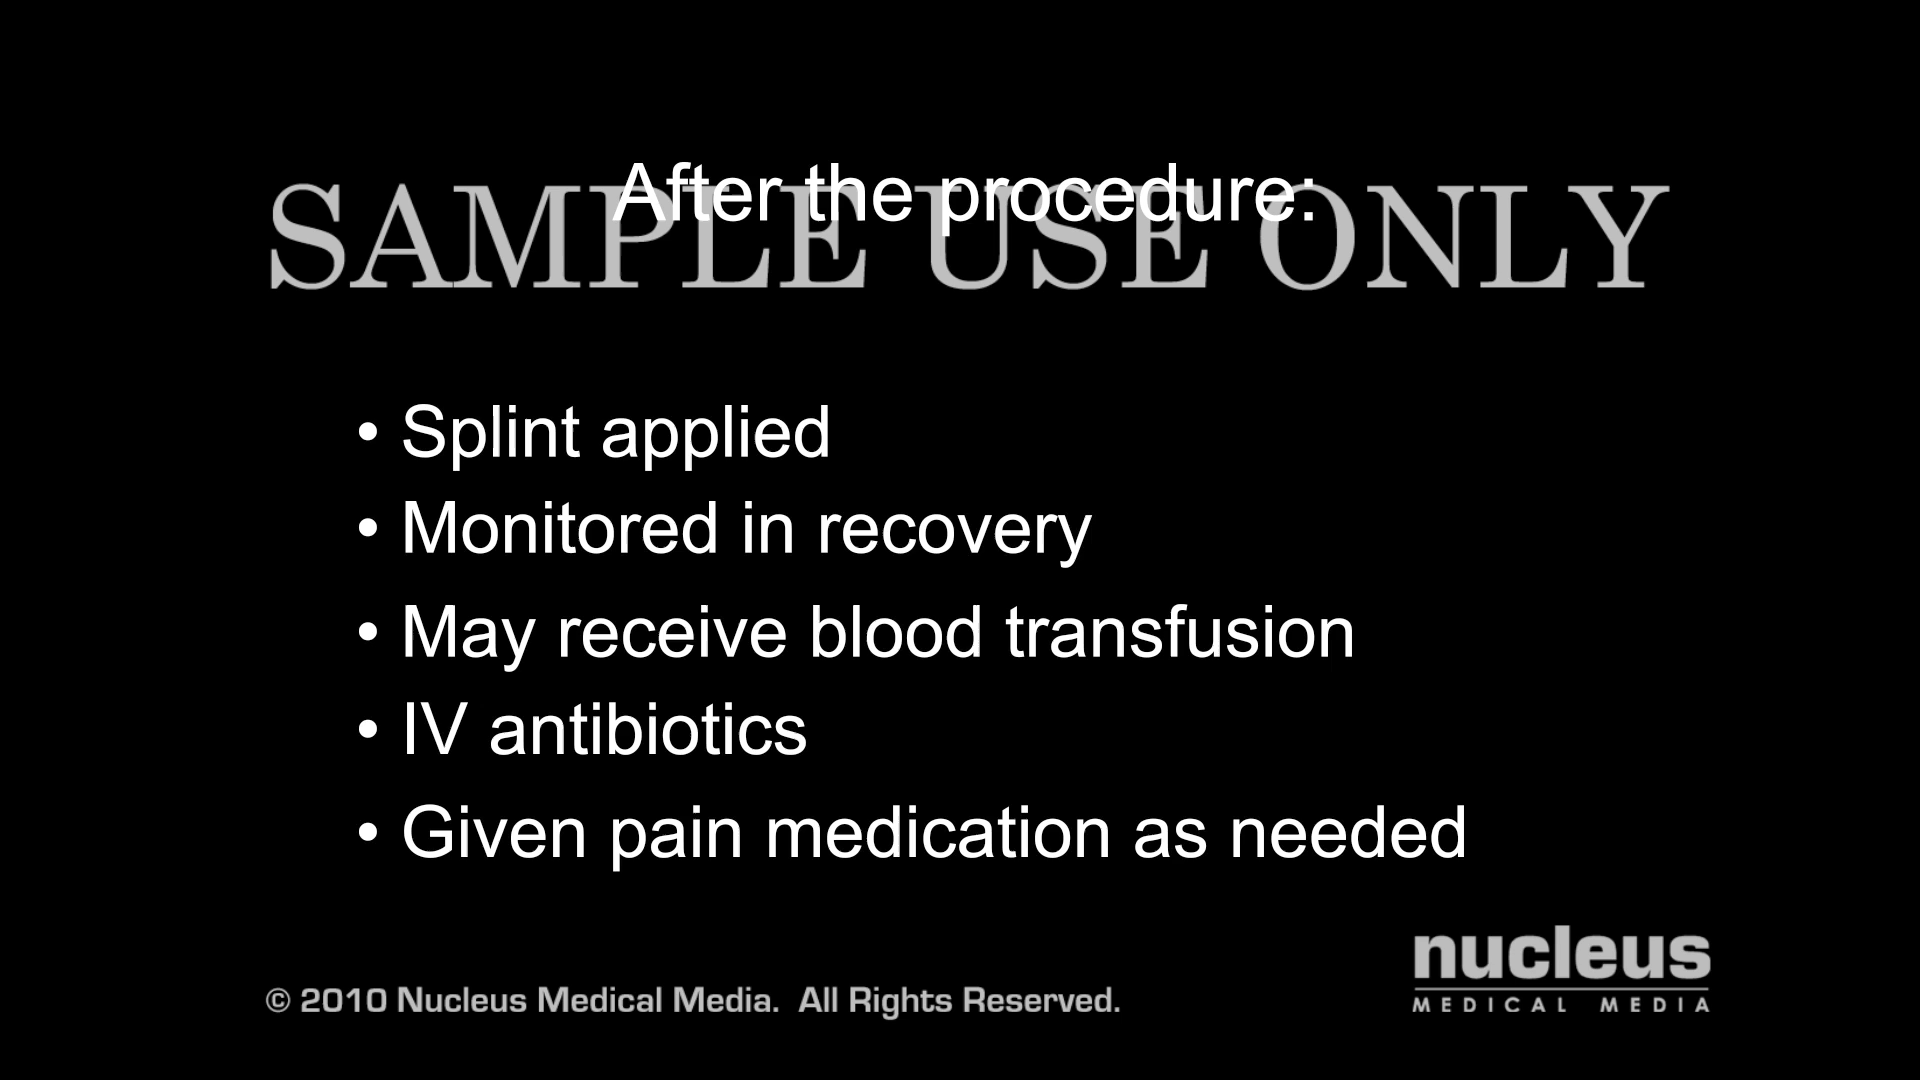 After the procedure:
SAMPLE USE ONLY
• Splint applied
• Monitored in recovery
• May receive blood transfusion
• IV antibiotics
• Given pain medication as needed
nucleus
MEDICAL MEDIA
© 2010 Nucleus Medical Media. All Rights Reserved.